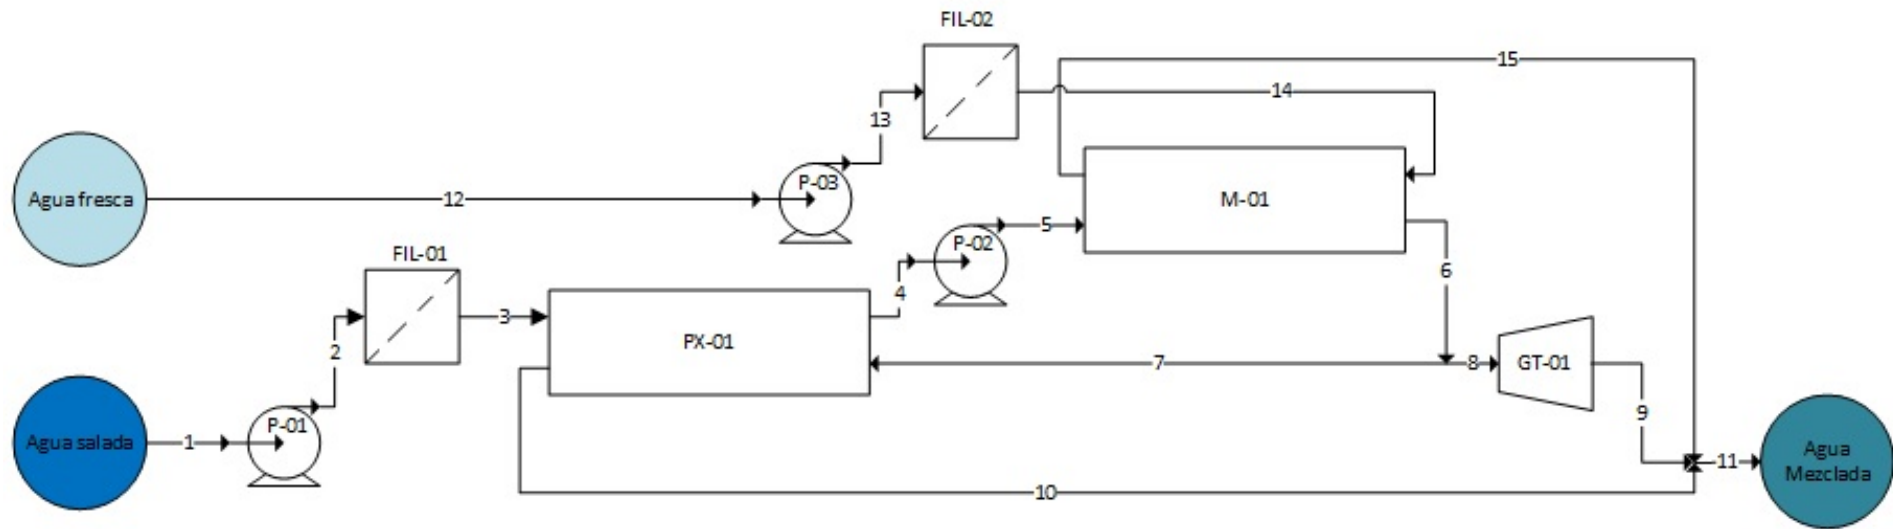 FIL-02
15
14
13
P-03
Agua fresca
12
M-01
P-02
5
FIL-01
6
4
3
PX-01
2
7
8
GT-01
9
P-01
Agua salada
1
11
Agua
Mezclada
10